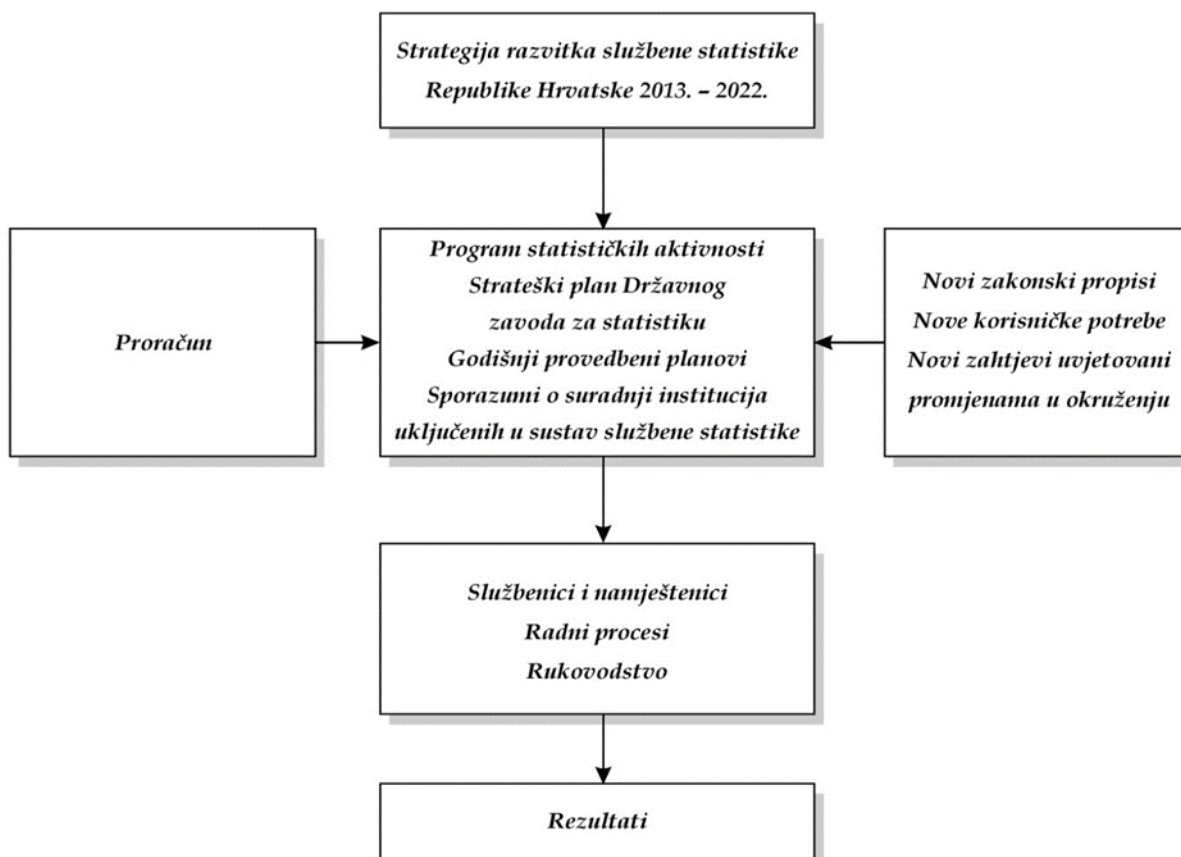 Strategija razvitka službene statistike
Republike Hrvatske 2013. – 2022.
Proračun
Program statističkih aktivnosti
Strateški plan Državnog
zavoda za statistiku
Godišnji provedbeni planovi
Sporazumi o suradnji institucija
uključenih u sustav službene statistike
Novi zakonski propisi
Nove korisničke potrebe
Novi zahtjevi uvjetovani
promjenama u okruženju
Službenici i namještenici
Radni procesi
Rukovodstvo
Rezultati